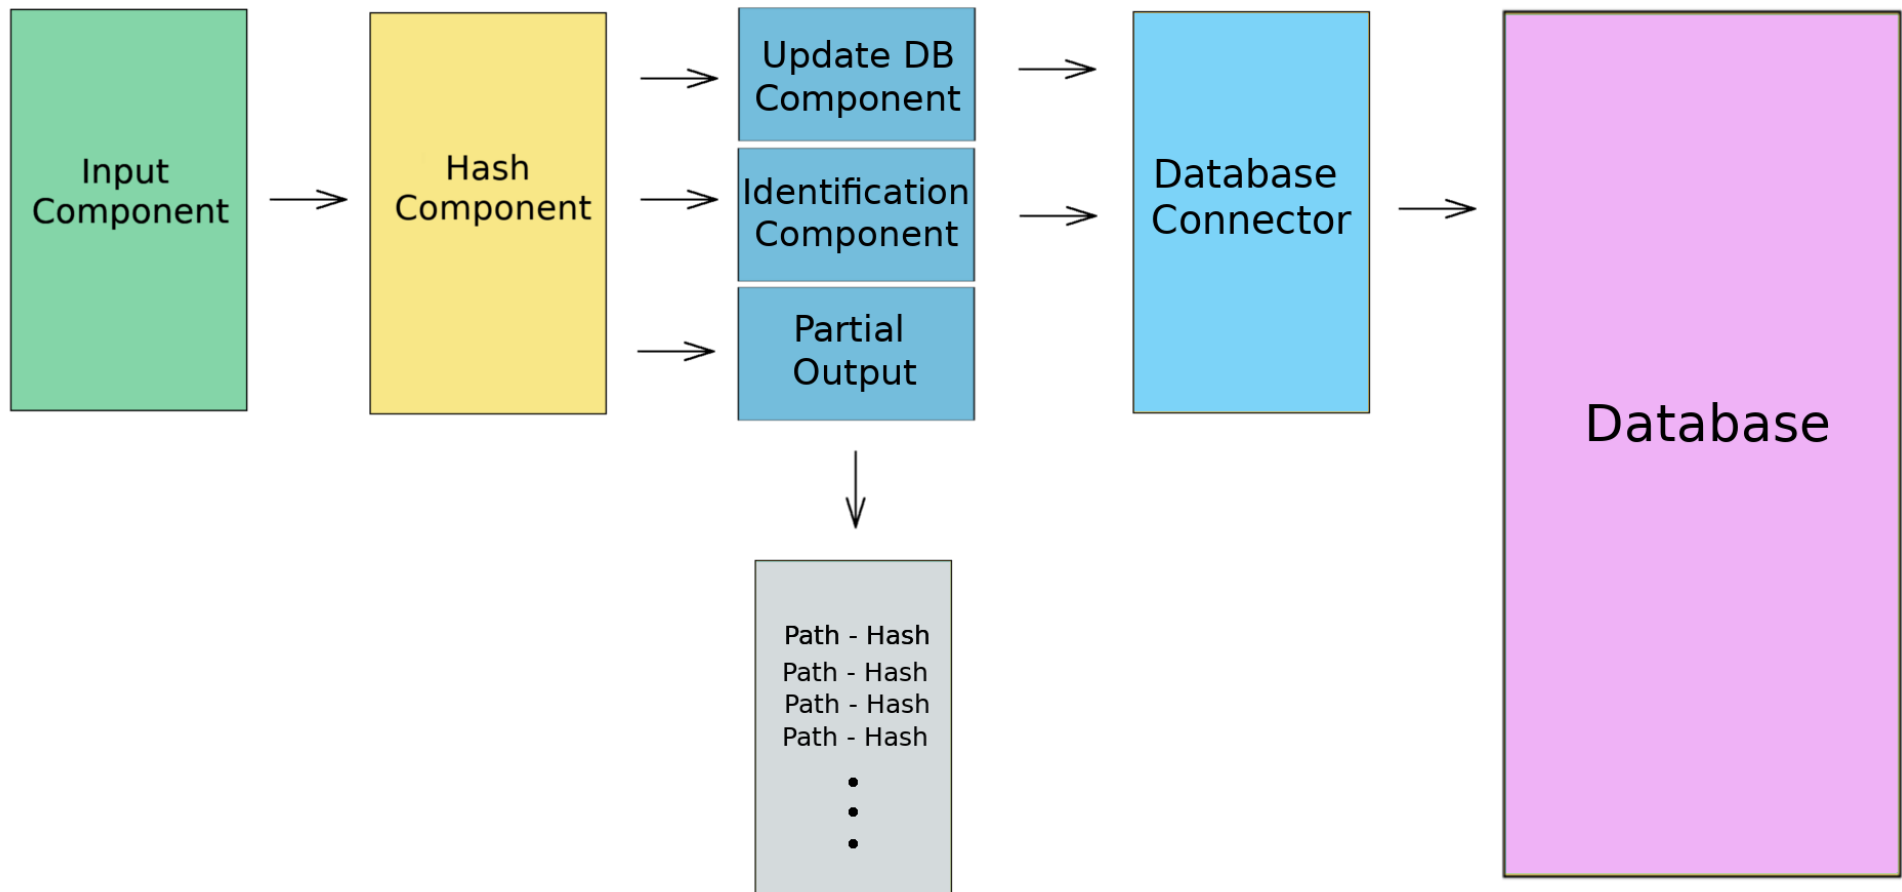 Input
Component
Hash
Component
Update DB
Component
Identification
Component
Partial
Output
Database
Connector
Database
Path - Hash
Path - Hash
Path - Hash
Path - Hash